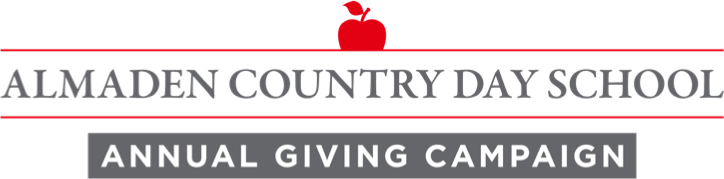 ALMADEN COUNTRY DAY SCHOOL
ANNUAL GIVING CAMPAIGN